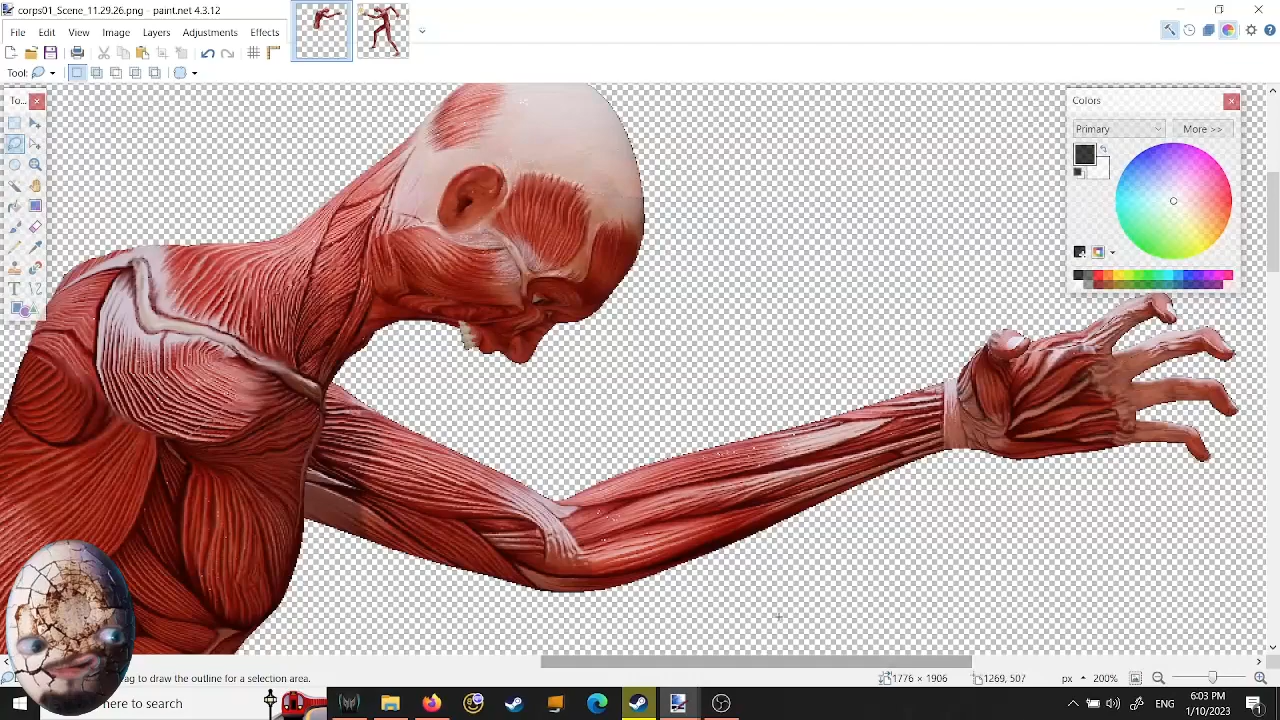 corps01_Scene_11.29.26.png - paint.net 4.3.12
File Edit View Image Layers Adjustments Effects
Tool:
To...
Colors
Primary More >>
drag to draw the outline for a selection area.
1776 × 1906
1269, 507
px
200%
here to search
ENG
6:03 PM
1/10/2023